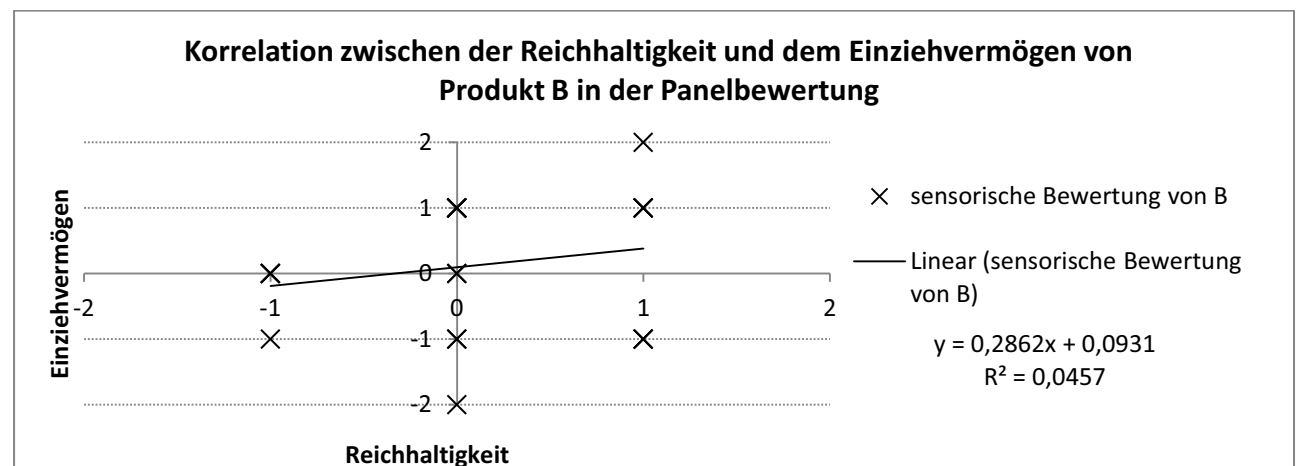 Korrelation zwischen der Reichhaltigkeit und dem Einziehvermögen von
Produkt B in der Panelbewertung
Einziehvermögen
2
1
0
-1
-2
-2
-1
0
1
2
Reichhaltigkeit
sensorische Bewertung von B
Linear (sensorische Bewertung
von B)
y = 0,2862x + 0,0931
R² = 0,0457